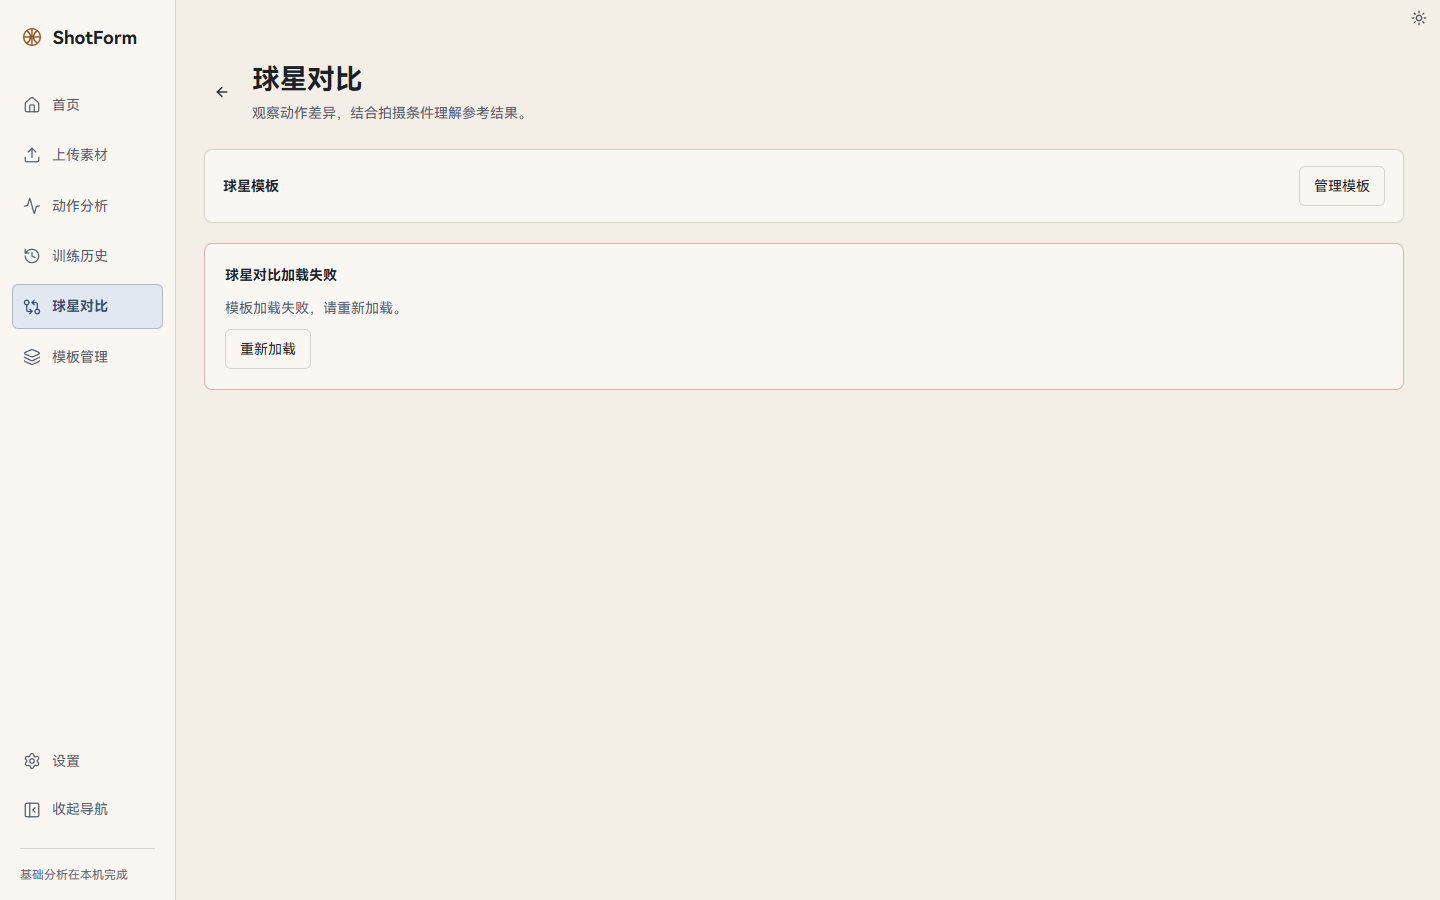 ShotForm
首页
上传素材
动作分析
训练历史
球星对比
模板管理
设置
收起导航
基础分析在本机完成
球星对比
观察动作差异，结合拍摄条件理解参考结果。
球星模板
管理模板
球星对比加载失败
模板加载失败，请重新加载。
重新加载